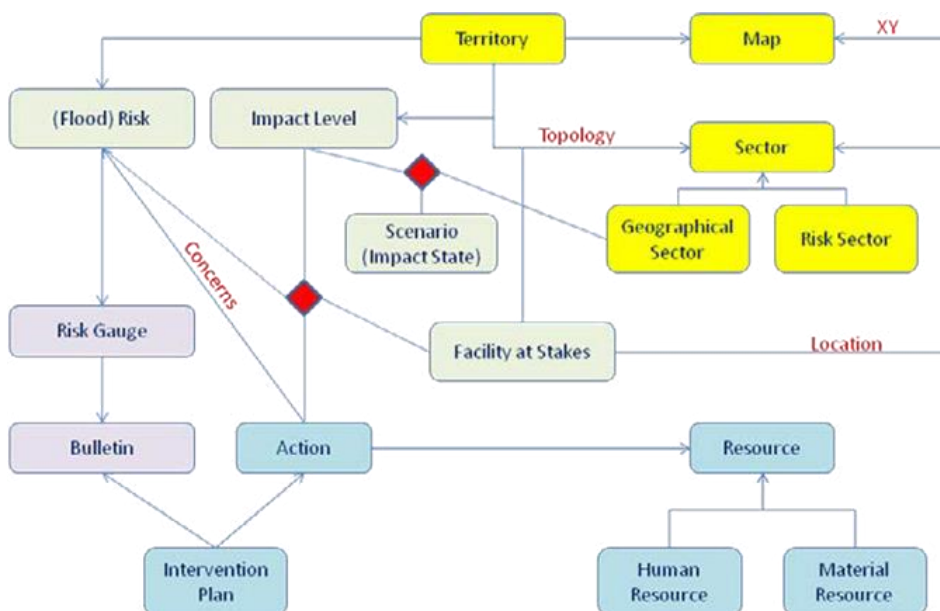 Territory
Map
XY
(Flood) Risk
Impact Level
Topology
Sector
Scenario
(Impact State)
Geographical
Sector
Risk Sector
Concerns
Risk Gauge
Facility at Stakes
Location
Bulletin
Action
Resource
Intervention
Plan
Human
Resource
Material
Resource